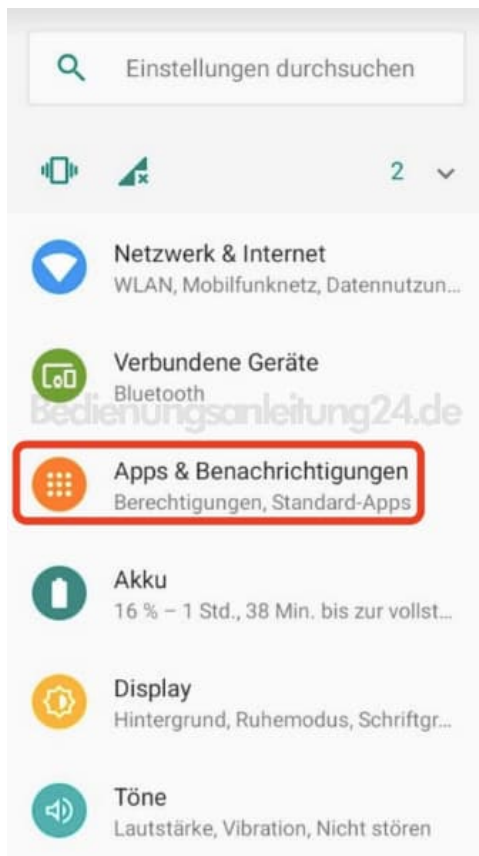 Einstellungen durchsuchen
2
Netzwerk & Internet
WLAN, Mobilfunknetz, Datennutzun...
Verbundene Geräte
Bluetooth
Bedienungsanleitung24.de
Apps & Benachrichtigungen
Berechtigungen, Standard-Apps
Akku
16 % – 1 Std., 38 Min. bis zur vollst...
Display
Hintergrund, Ruhemodus, Schriftgr...
Töne
Lautstärke, Vibration, Nicht stören